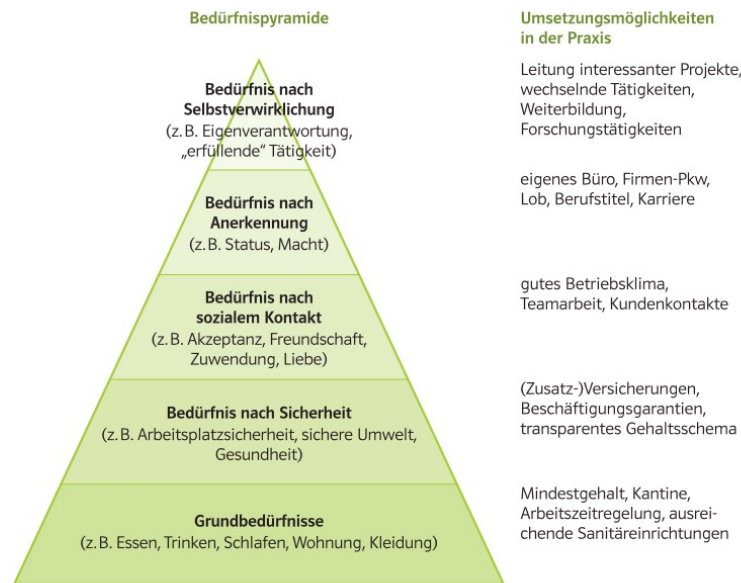 Bedürfnispyramide
Bedürfnis nach
Selbstverwirklichung
(z. B. Eigenverantwortung,
„erfüllende“ Tätigkeit)
Bedürfnis nach
Anerkennung
(z. B. Status, Macht)
Bedürfnis nach
sozialem Kontakt
(z. B. Akzeptanz, Freundschaft,
Zuwendung, Liebe)
Bedürfnis nach Sicherheit
(z. B. Arbeitsplatzsicherheit, sichere Umwelt,
Gesundheit)
Grundbedürfnisse
(z. B. Essen, Trinken, Schlafen, Wohnung, Kleidung)
Umsetzungsmöglichkeiten
in der Praxis
Leitung interessanter Projekte,
wechselnde Tätigkeiten,
Weiterbildung,
Forschungstätigkeiten
eigenes Büro, Firmen-Pkw,
Lob, Berufstitel, Karriere
gutes Betriebsklima,
Teamarbeit, Kundenkontakte
(Zusatz-)Versicherungen,
Beschäftigungsgarantien,
transparentes Gehaltsschema
Mindestgehalt, Kantine,
Arbeitszeitregelung, ausrei-
chende Sanitäreinrichtungen